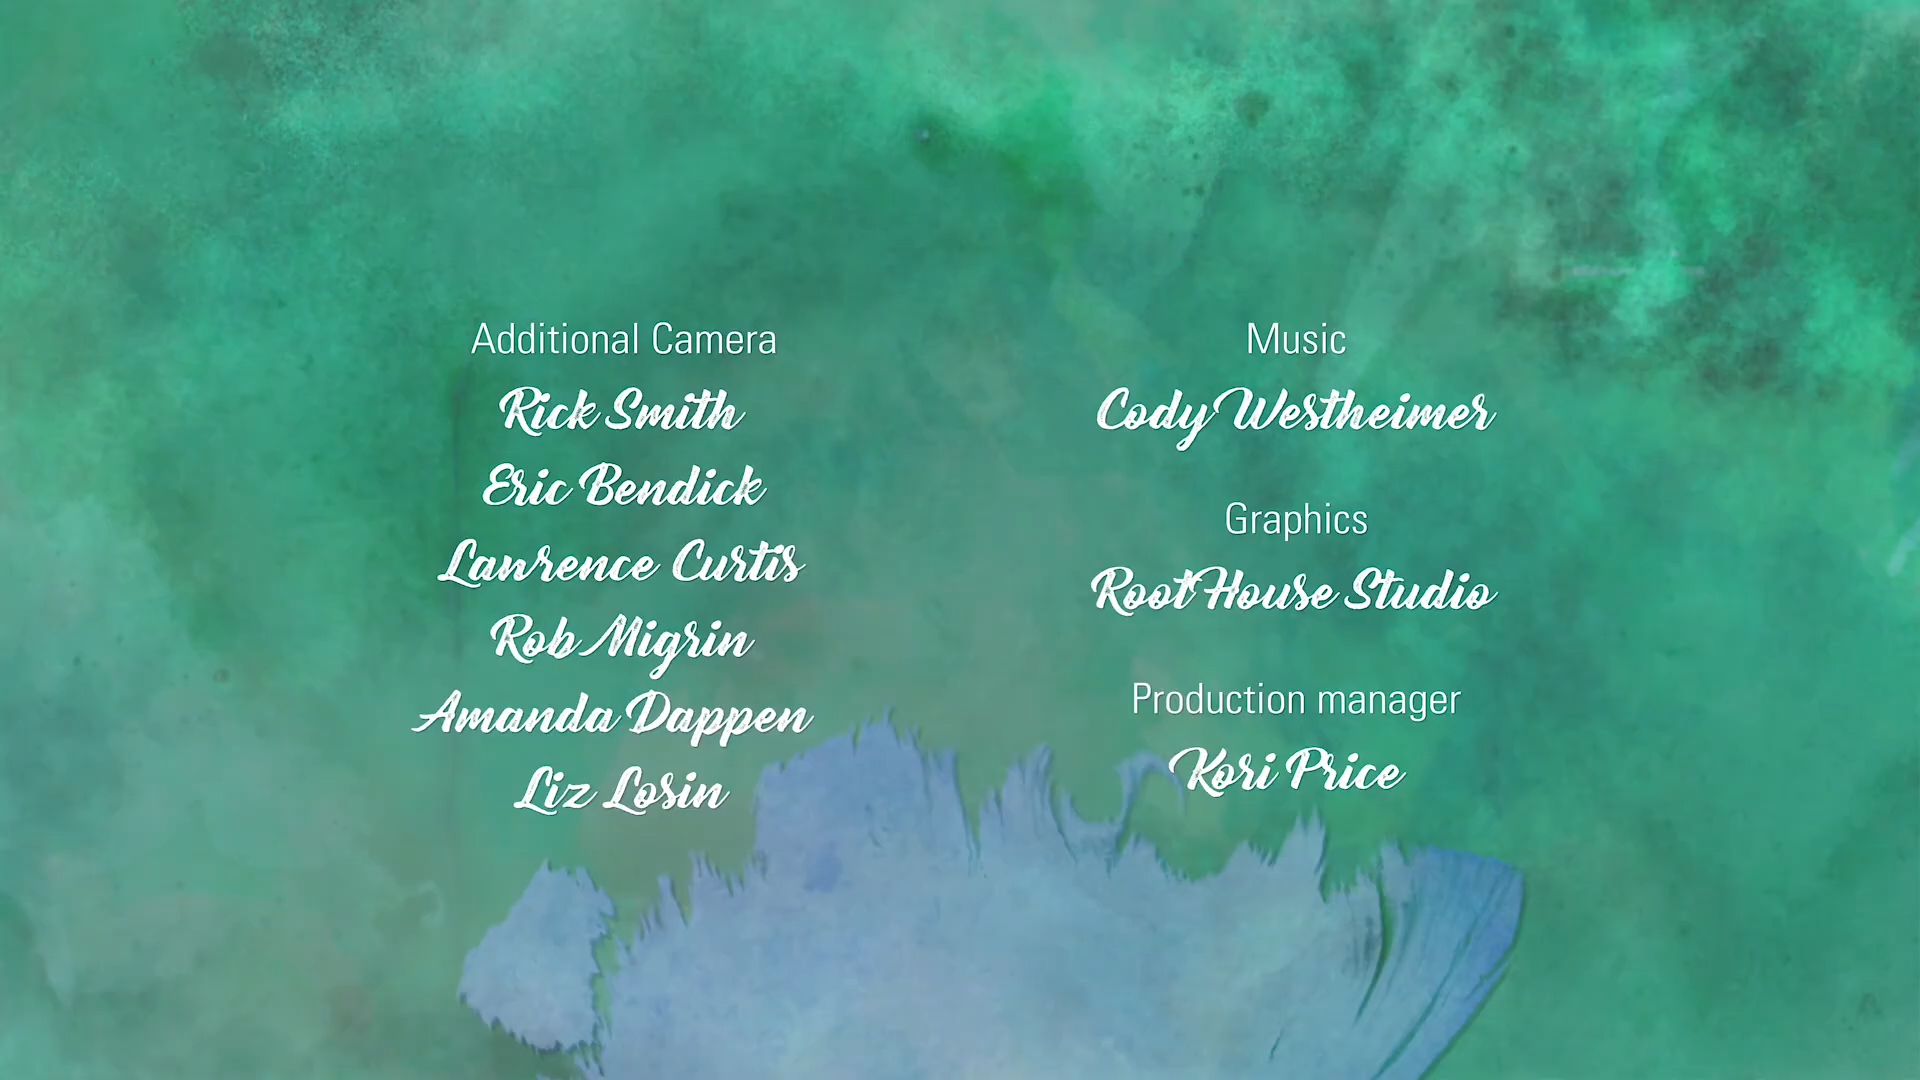 Additional Camera
Rick Smith
Eric Bendick
Lawrence Curtis
Rob Migrin
Amanda Dappen
Liz Losin
Music
Cody Westheimer
Graphics
Root House Studio
Production manager
Kori Price